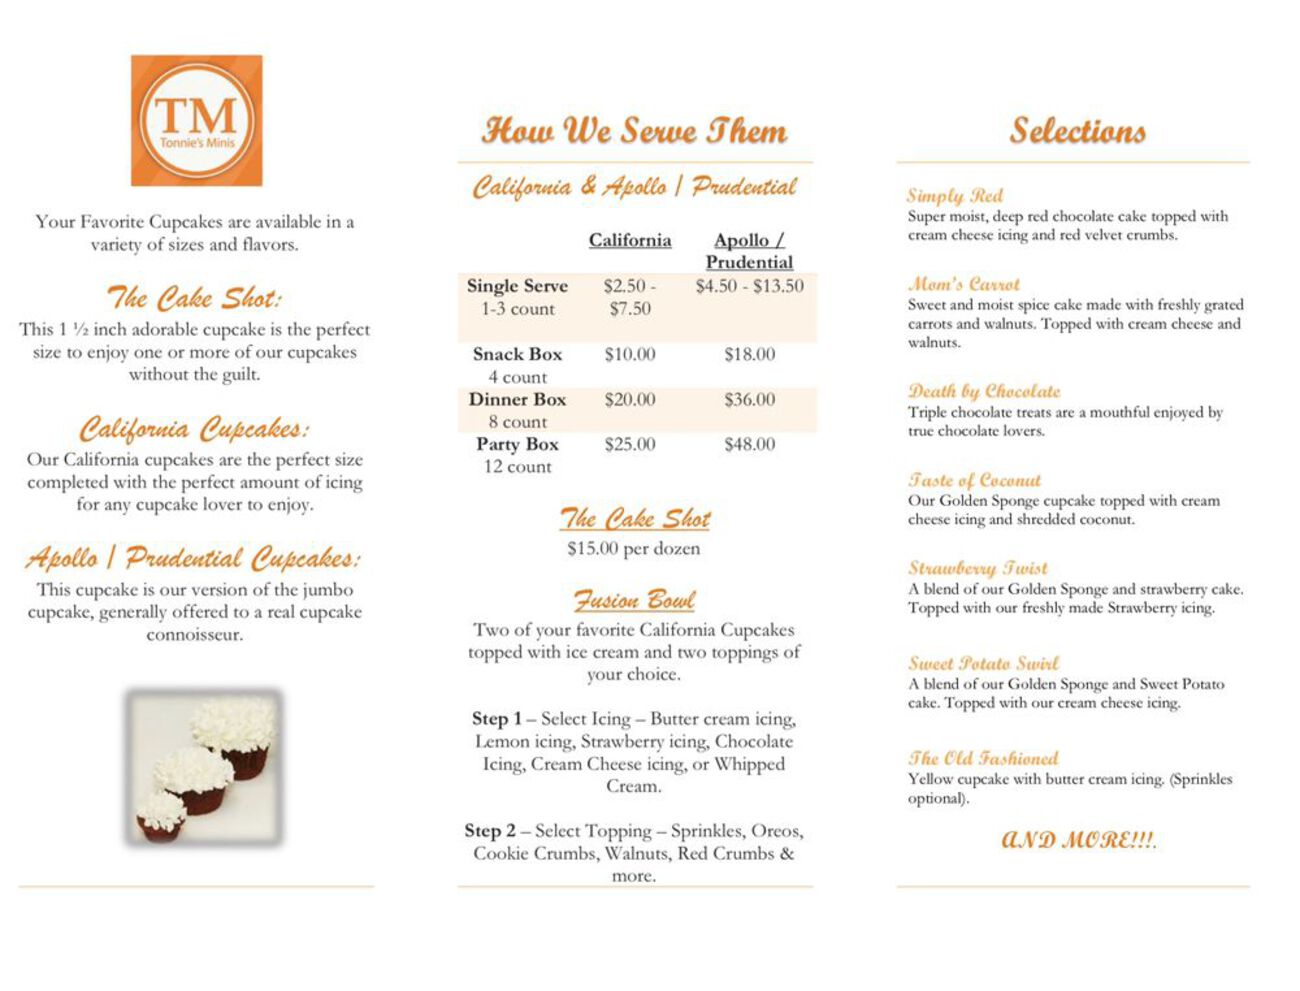 TM
Tonnie's Minis
Your Favorite Cupcakes are available in a
variety of sizes and flavors.
The Cake Shot:
This 1 ½ inch adorable cupcake is the perfect
size to enjoy one or more of our cupcakes
without the guilt.
California Cupcakes:
Our California cupcakes are the perfect size
completed with the perfect amount of icing
for any cupcake lover to enjoy.
Apollo | Prudential Cupcakes:
This cupcake is our version of the jumbo
cupcake, generally offered to a real cupcake
connoisseur.
How We Serve Them
California & Apollo | Prudential
California Apollo /
Prudential
Single Serve $2.50 - $4.50 - $13.50
1-3 count $7.50
Snack Box $10.00 $18.00
4 count
Dinner Box $20.00 $36.00
8 count
Party Box $25.00 $48.00
12 count
The Cake Shot
$15.00 per dozen
Fusion Bowl
Two of your favorite California Cupcakes
topped with ice cream and two toppings of
your choice.
Step 1 – Select Icing – Butter cream icing,
Lemon icing, Strawberry icing, Chocolate
Icing, Cream Cheese icing, or Whipped
Cream.
Step 2 – Select Topping – Sprinkles, Oreos,
Cookie Crumbs, Walnuts, Red Crumbs &
more.
Selections
Simply Red
Super moist, deep red chocolate cake topped with
cream cheese icing and red velvet crumbs.
Mom's Carrot
Sweet and moist spice cake made with freshly grated
carrots and walnuts. Topped with cream cheese and
walnuts.
Death by Chocolate
Triple chocolate treats are a mouthful enjoyed by
true chocolate lovers.
Taste of Coconut
Our Golden Sponge cupcake topped with cream
cheese icing and shredded coconut.
Strawberry Twist
A blend of our Golden Sponge and strawberry cake.
Topped with our freshly made Strawberry icing.
Sweet Potato Swirl
A blend of our Golden Sponge and Sweet Potato
cake. Topped with our cream cheese icing.
The Old Fashioned
Yellow cupcake with butter cream icing. (Sprinkles
optional).
AND MORE!!!.